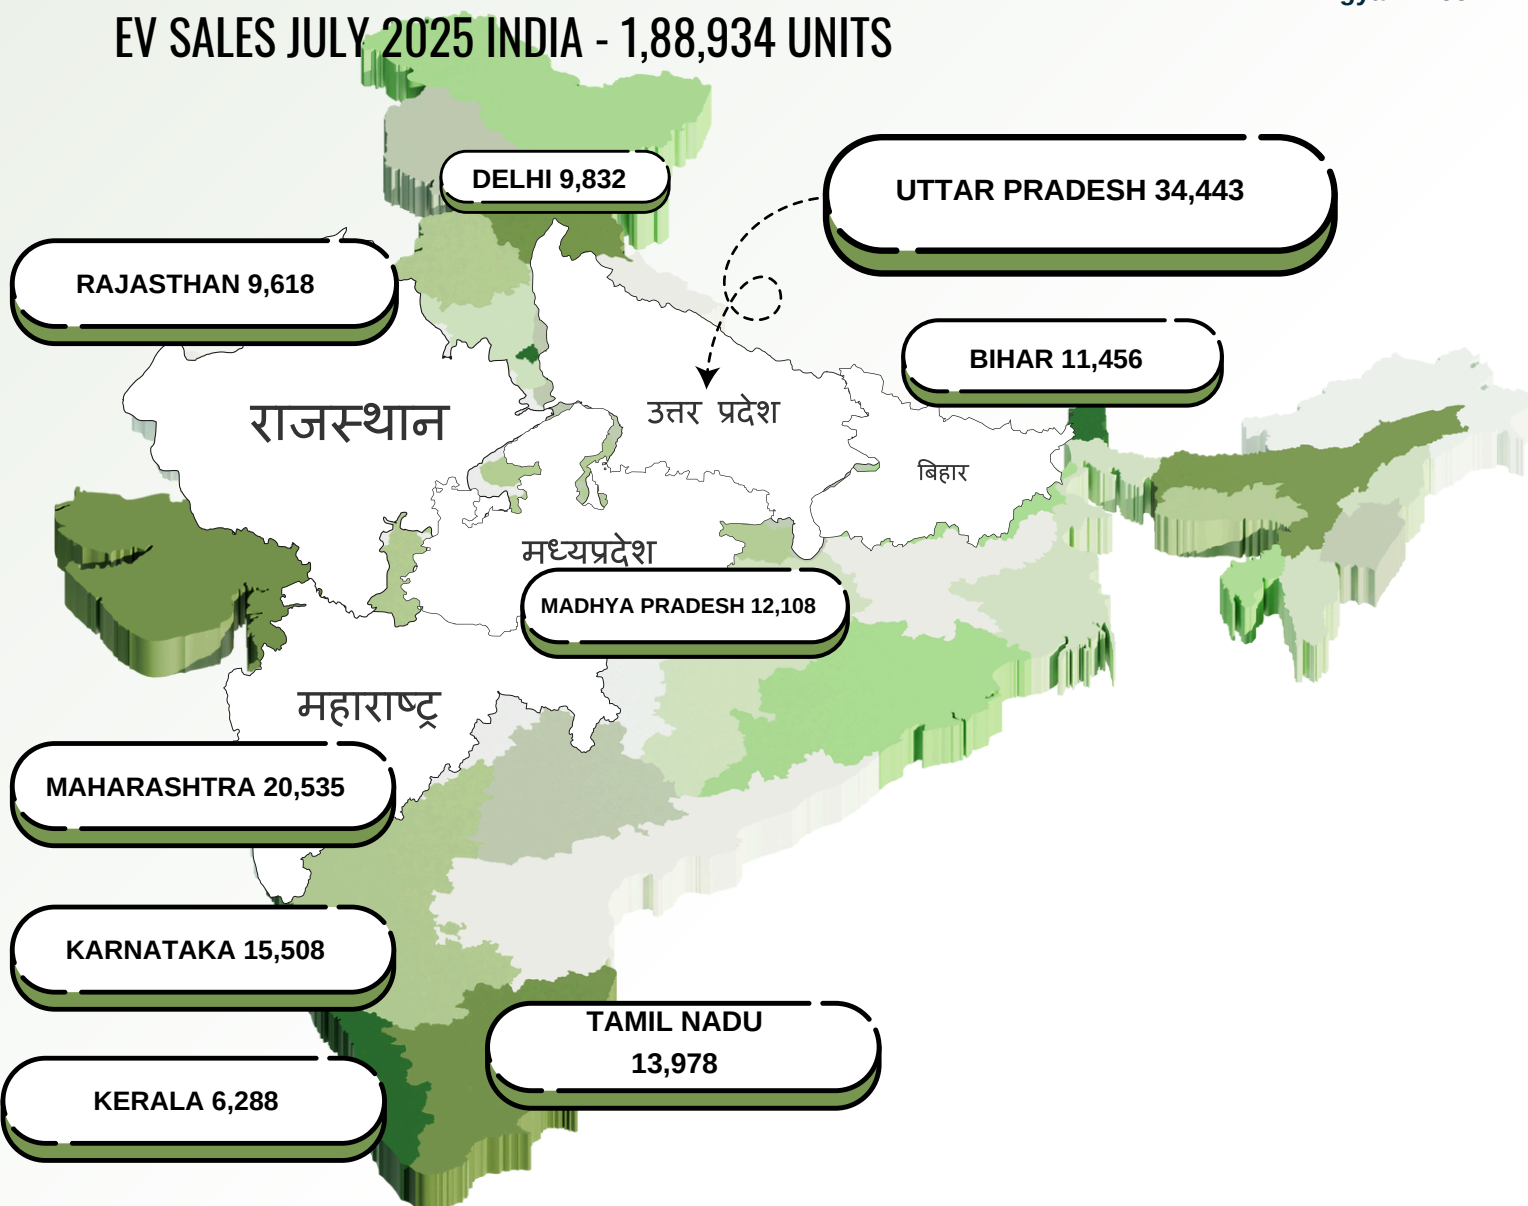 EV SALES JULY 2025 INDIA - 1,88,934 UNITS
DELHI 9,832
UTTAR PRADESH 34,443
RAJASTHAN 9,618
BIHAR 11,456
राजस्थान
उत्तर प्रदेश
बिहार
मध्यप्रदेश
MADHYA PRADESH 12,108
महाराष्ट्र
MAHARASHTRA 20,535
KARNATAKA 15,508
TAMIL NADU
13,978
KERALA 6,288